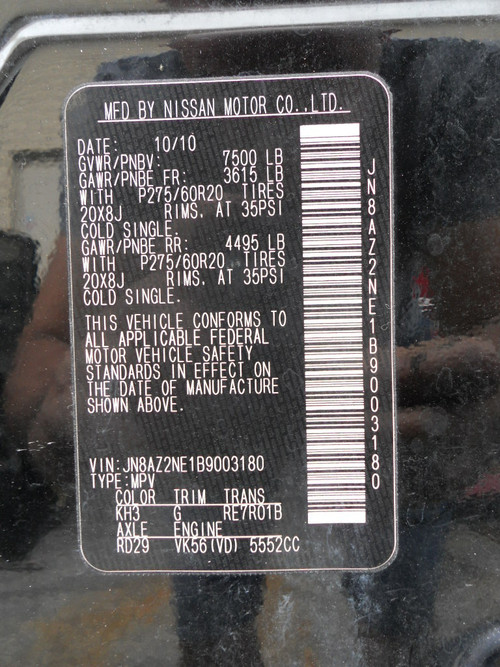 MFD BY NISSAN MOTOR CO.,LTD.
DATE: 10/10
GVWR/PNBV: 7500 LB
GAWR/PNBE FR: 3615 LB
WITH P275/60R20 TIRES
20X8J RIMS, AT 35PSI
COLD SINGLE.
GAWR/PNBE RR: 4495 LB
WITH P275/60R20 TIRES
20X8J RIMS, AT 35PSI
COLD SINGLE.
THIS VEHICLE CONFORMS TO
ALL APPLICABLE FEDERAL
MOTOR VEHICLE SAFETY
STANDARDS IN EFFECT ON
THE DATE OF MANUFACTURE
SHOWN ABOVE.
VIN:JN8AZ2NE1B9003180
TYPE:MPV
COLOR TRIM TRANS
KH3 G RE7R01B
AXLE ENGINE
RD29 VK56(VD) 5552CC
JN8AZ2NE1B9003180